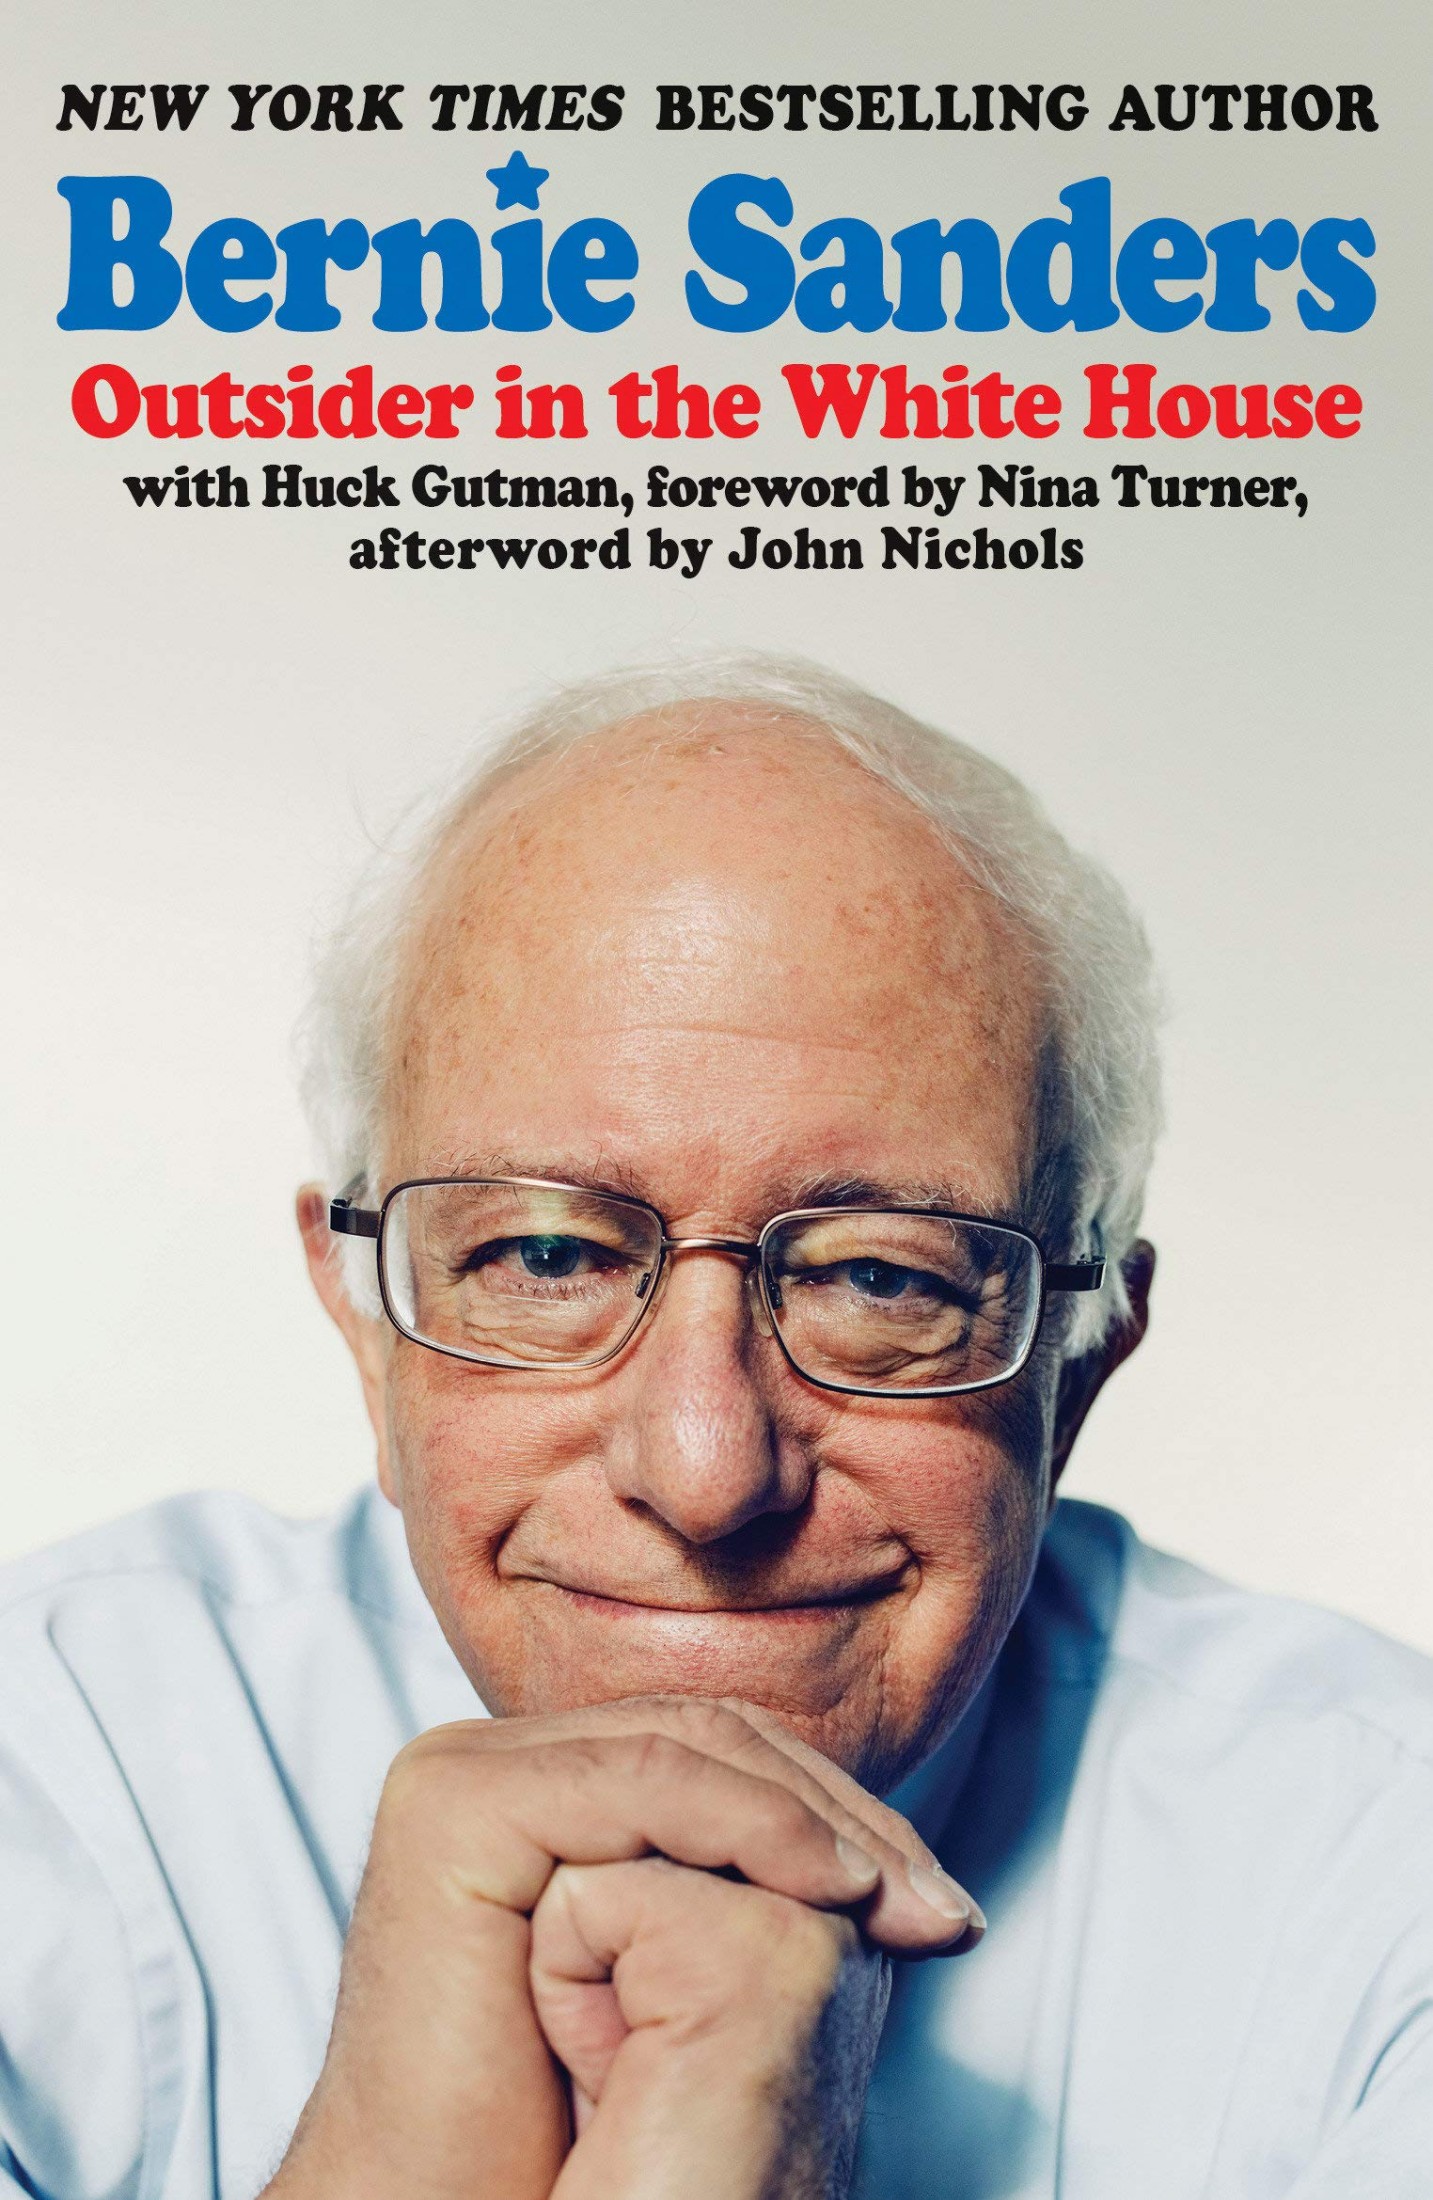 NEW YORK TIMES BESTSELLING AUTHOR
Bernie Sanders
Outsider in the White House
with Huck Gutman, foreword by Nina Turner,
afterword by John Nichols